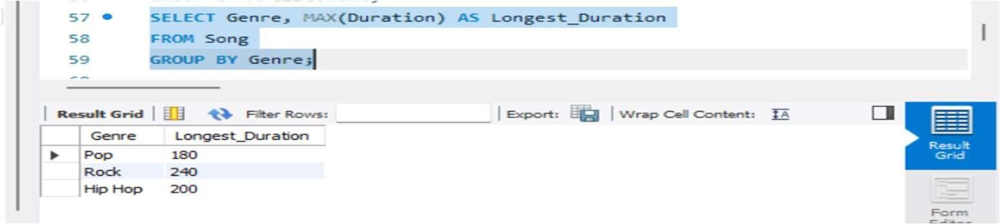 57 SELECT Genre, MAX(Duration) AS Longest_Duration
58 FROM Song
59 GROUP BY Genre;
Result Grid Filter Rows: Export: Wrap Cell Content:
Genre Longest_Duration
Pop 180
Rock 240
Hip Hop 200
Result
Grid
Form